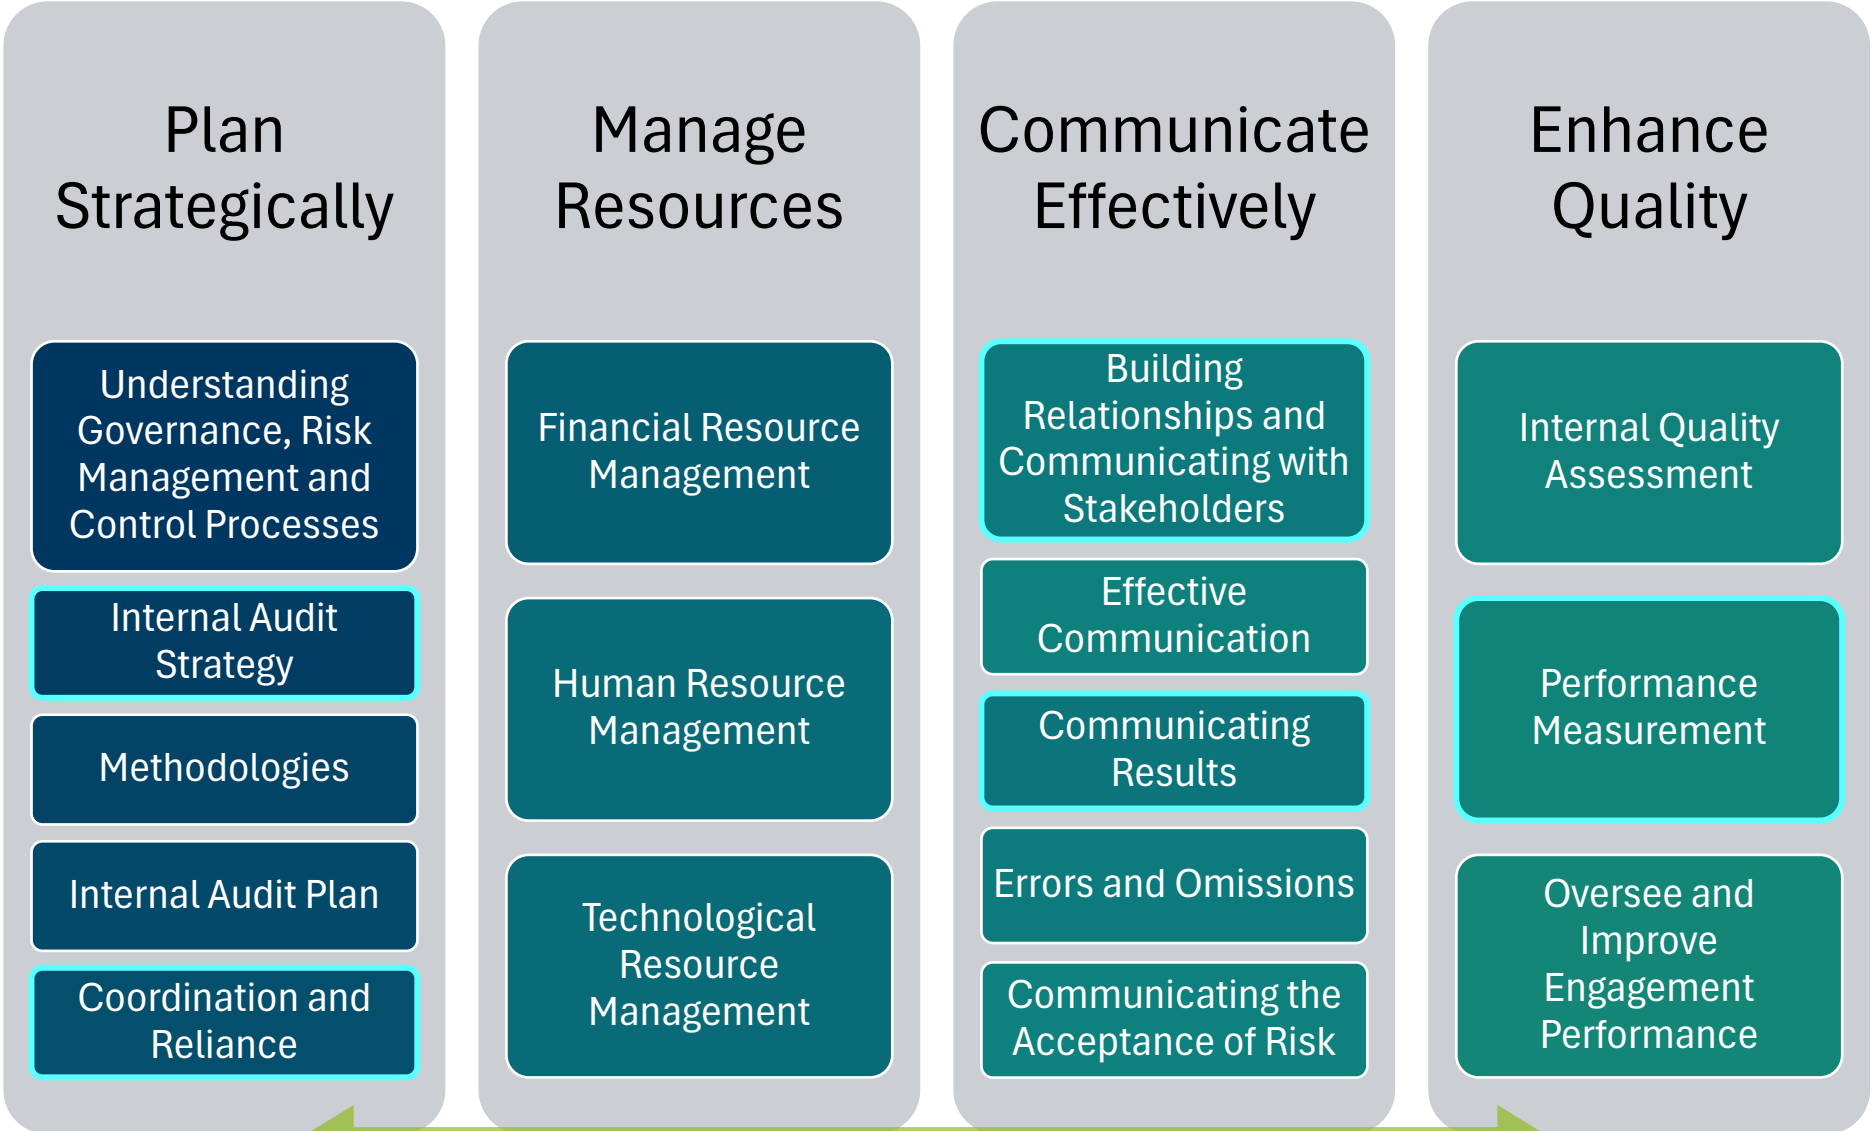 Plan
Strategically
Understanding
Governance, Risk
Management and
Control Processes
Internal Audit
Strategy
Methodologies
Internal Audit Plan
Coordination and
Reliance
Manage
Resources
Financial Resource
Management
Human Resource
Management
Technological
Resource
Management
Communicate
Effectively
Building
Relationships and
Communicating with
Stakeholders
Effective
Communication
Communicating
Results
Errors and Omissions
Communicating the
Acceptance of Risk
Enhance
Quality
Internal Quality
Assessment
Performance
Measurement
Oversee and
Improve
Engagement
Performance